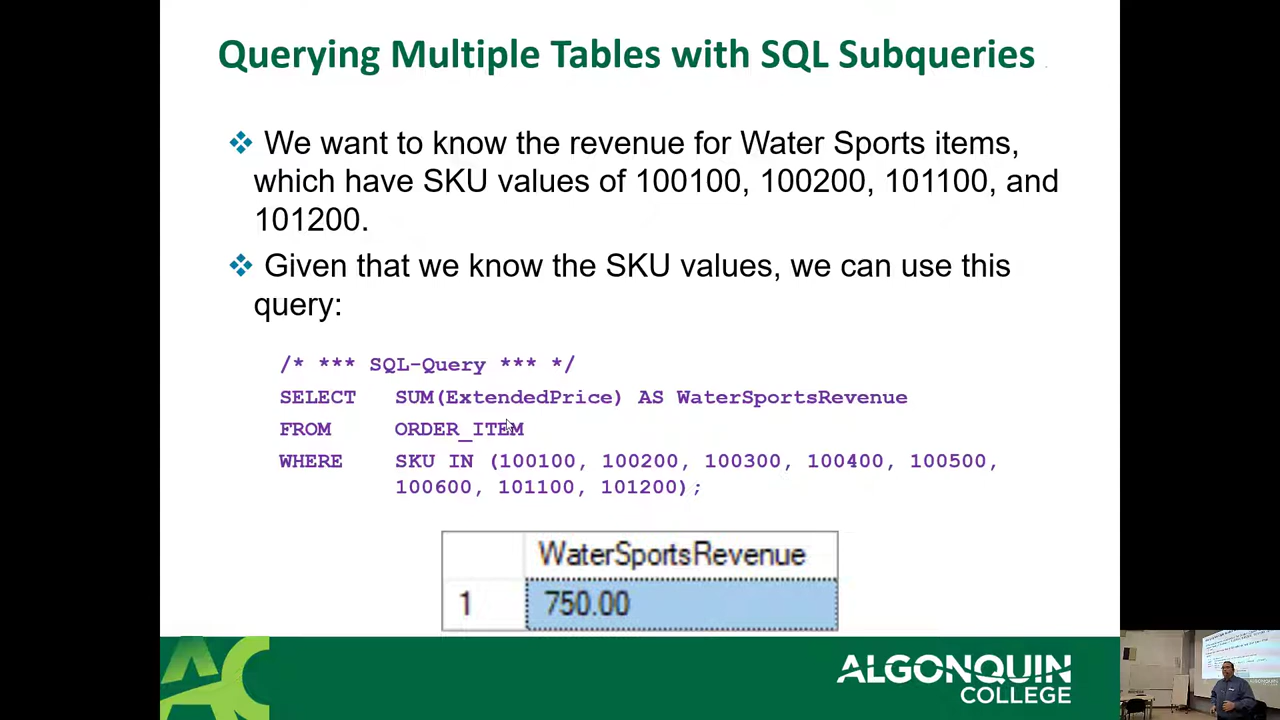 Querying Multiple Tables with SQL Subqueries
We want to know the revenue for Water Sports items,
which have SKU values of 100100, 100200, 101100, and
101200.
Given that we know the SKU values, we can use this
query:
/* *** SQL-Query *** */
SELECT SUM(ExtendedPrice) AS WaterSportsRevenue
FROM ORDER_ITEM
WHERE SKU IN (100100, 100200, 100300, 100400, 100500,
100600, 101100, 101200);
WaterSportsRevenue
1 750.00
AC
ALGONQUIN
COLLEGE